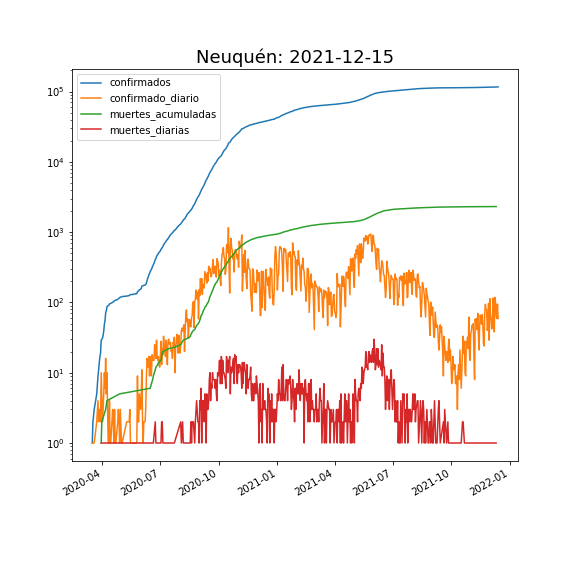 Neuquén: 2021-12-15
confirmados
confirmado_diario
muertes_acumuladas
muertes_diarias
10⁵
10⁴
10³
10²
10¹
10⁰
2020-04
2020-07
2020-10
2021-01
2021-04
2021-07
2021-10
2022-01